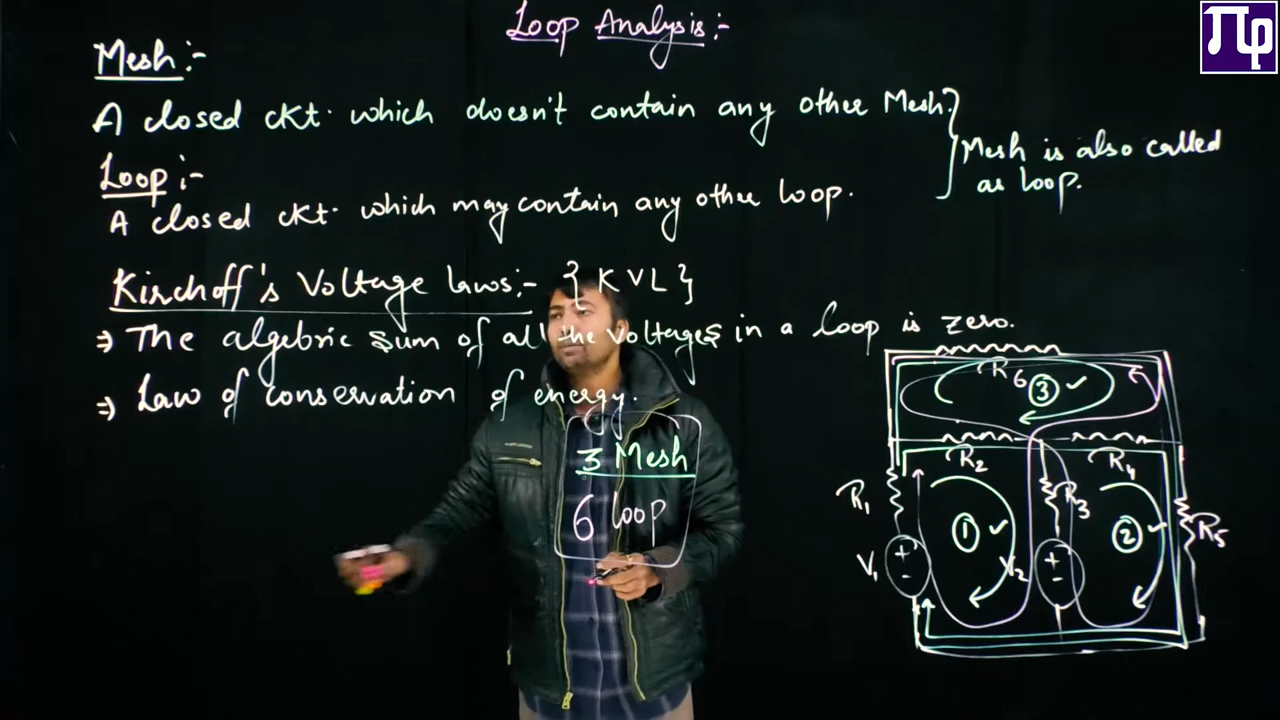 Loop Analysis:-
Mesh:-
A closed ckt. which doesn't contain any other Mesh.
Loop:-
A closed ckt. which may contain any other loop.
Mesh is also called
as loop.
Kirchoff's Voltage laws:- {KVL}
⇒ The algebric sum of all the voltages in a loop is zero.
⇒ Law of conservation of energy.
3 Mesh
6 loop
R6
3 ✓
R2
R4
R1
R3
R5
1 ✓
2 ✓
V1
+
-
V2
+
-
πφ